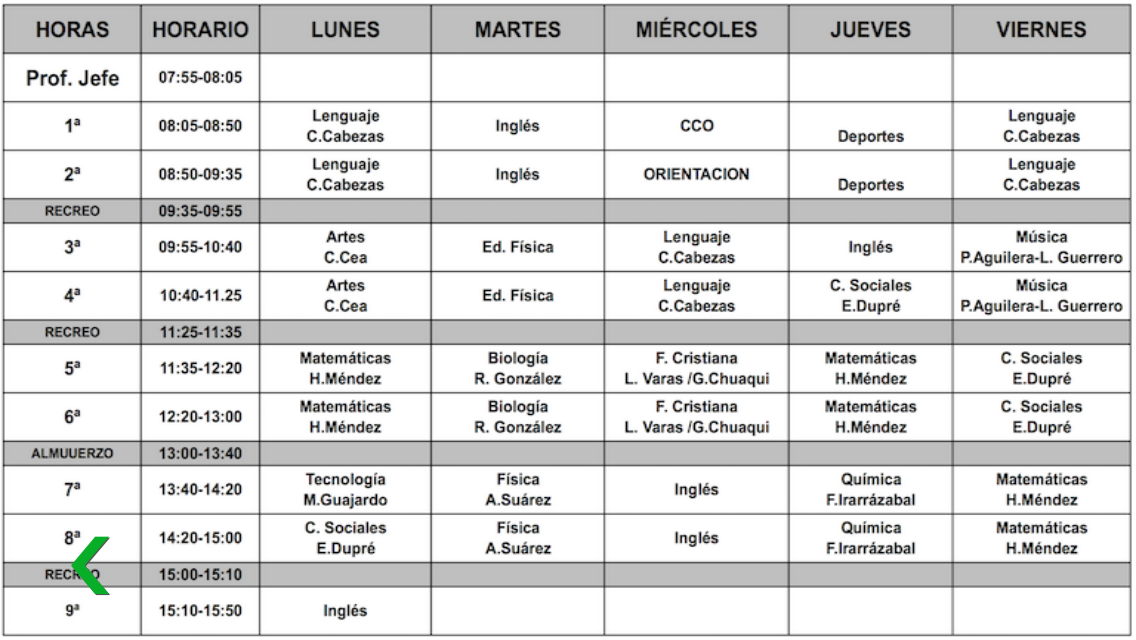 HORAS HORARIO LUNES MARTES MIÉRCOLES JUEVES VIERNES
Prof. Jefe 07:55-08:05
1ª 08:05-08:50 Lenguaje C.Cabezas Inglés CCO Deportes Lenguaje C.Cabezas
2ª 08:50-09:35 Lenguaje C.Cabezas Inglés ORIENTACION Deportes Lenguaje C.Cabezas
RECREO 09:35-09:55
3ª 09:55-10:40 Artes C.Cea Ed. Física Lenguaje C.Cabezas Inglés Música P.Aguilera-L. Guerrero
4ª 10:40-11.25 Artes C.Cea Ed. Física Lenguaje C.Cabezas C. Sociales E.Dupré Música P.Aguilera-L. Guerrero
RECREO 11:25-11:35
5ª 11:35-12:20 Matemáticas H.Méndez Biología R. González F. Cristiana L. Varas /G.Chuaqui Matemáticas H.Méndez C. Sociales E.Dupré
6ª 12:20-13:00 Matemáticas H.Méndez Biología R. González F. Cristiana L. Varas /G.Chuaqui Matemáticas H.Méndez C. Sociales E.Dupré
ALMUUERZO 13:00-13:40
7ª 13:40-14:20 Tecnología M.Guajardo Física A.Suárez Inglés Química F.Irarrázabal Matemáticas H.Méndez
8ª 14:20-15:00 C. Sociales E.Dupré Física A.Suárez Inglés Química F.Irarrázabal Matemáticas H.Méndez
RECREO 15:00-15:10
9ª 15:10-15:50 Inglés